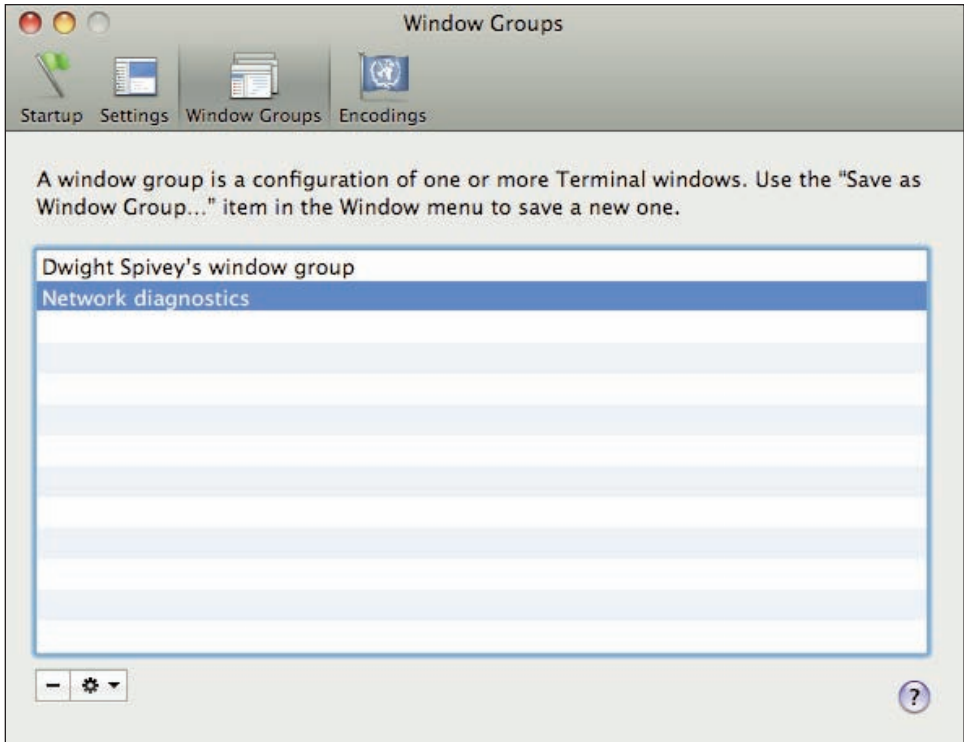 Window Groups
Startup Settings Window Groups Encodings
A window group is a configuration of one or more Terminal windows. Use the “Save as
Window Group...” item in the Window menu to save a new one.
Dwight Spivey's window group
Network diagnostics
?